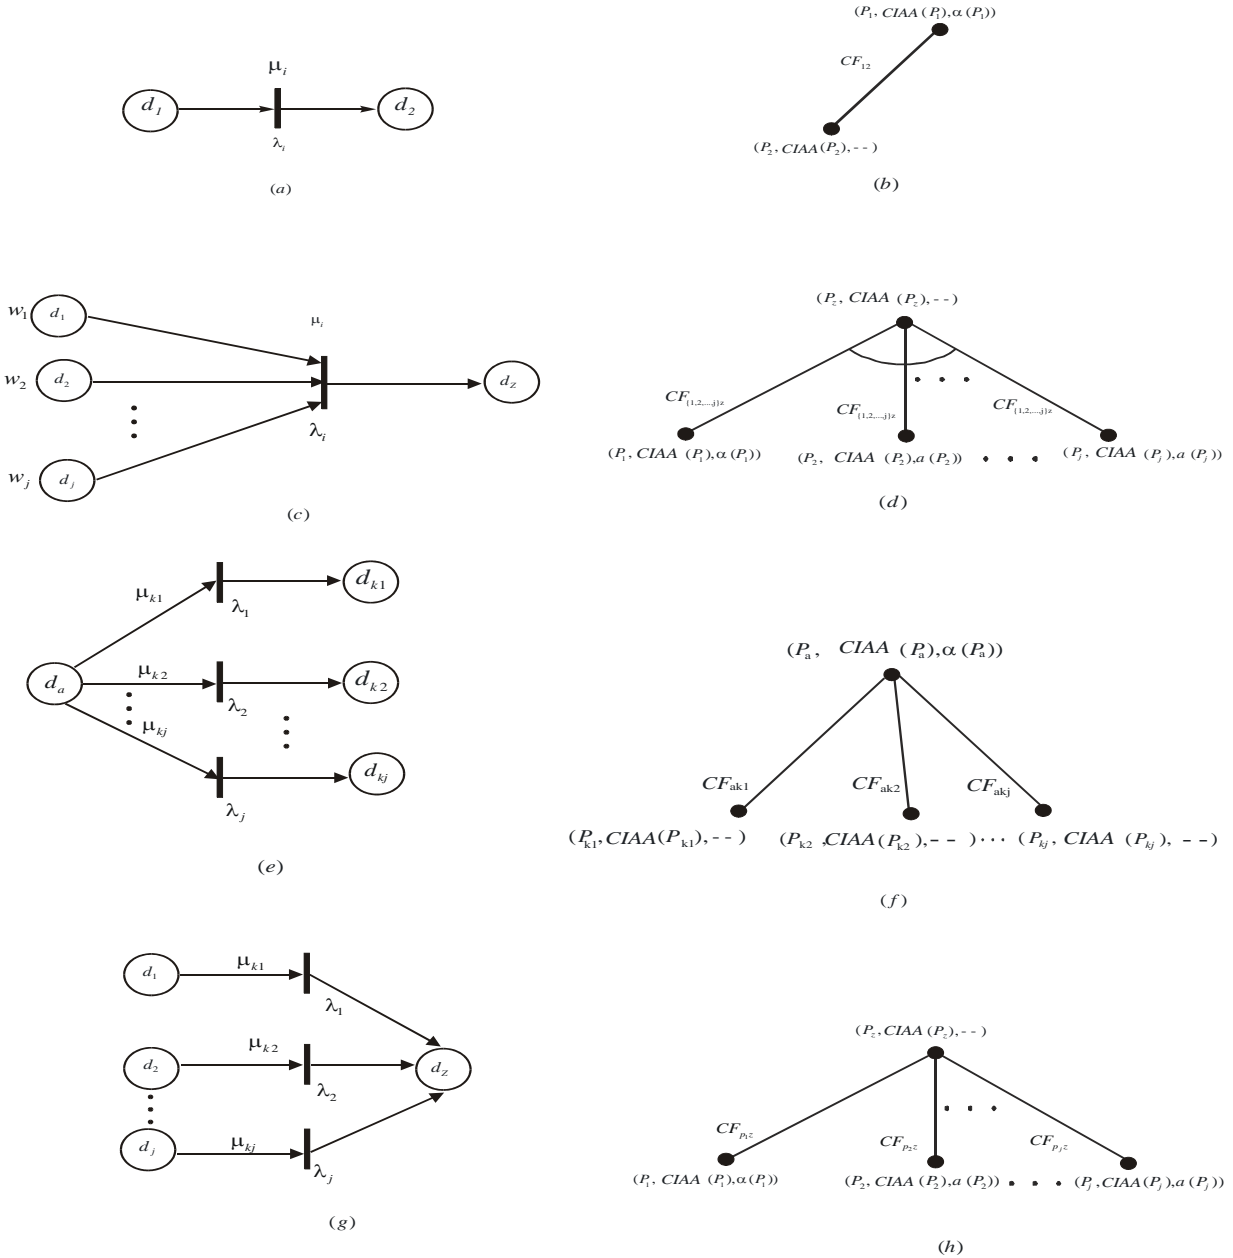 μi
d1 d2
λi
(a)
(P1, CIAA(P1),α(P1))
CF12
(P2, CIAA(P2),--)
(b)
w1 d1
μi
w2 d2
dZ
λi
wj dj
(c)
(Pz, CIAA (Pz),--)
CF{1,2,...,j}z CF{1,2,...,j}z CF{1,2,...,j}z
(P1, CIAA (P1),α(P1)) (P2, CIAA (P2),a(P2)) . . . (Pj, CIAA (Pj),a(Pj))
(d)
μk1 dk1
λ1
da μk2 dk2
λ2
μkj
dkj
λj
(e)
(Pa, CIAA (Pa),α(Pa))
CFak1 CFak2 CFakj
(Pk1,CIAA(Pk1),--) (Pk2 ,CIAA(Pk2),-- )··· (Pkj, CIAA (Pkj), --)
(f)
d1 μk1
λ1
d2 μk2 dZ
λ2
dj μkj
λj
(g)
(Pz,CIAA(Pz),--)
CFp1z CFp2z CFpjz
(P1, CIAA (P1),α(P1)) (P2,CIAA(P2),a(P2)) . . . (Pj,CIAA(Pj),a(Pj))
(h)